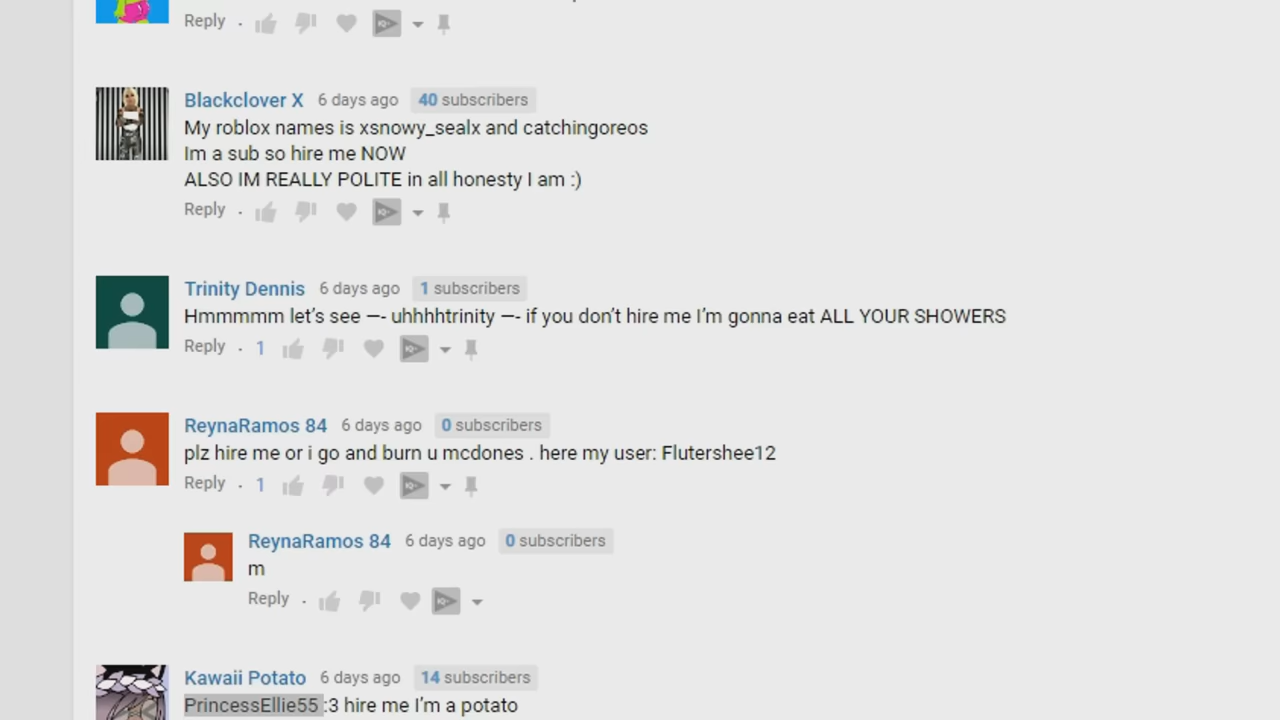 Reply .
Blackclover X 6 days ago 40 subscribers
My roblox names is xsnowy_sealx and catchingoreos
Im a sub so hire me NOW
ALSO IM REALLY POLITE in all honesty I am :)
Reply .
Trinity Dennis 6 days ago 1 subscribers
Hmmmmm let’s see —- uhhhhtrinity —- if you don’t hire me I’m gonna eat ALL YOUR SHOWERS
Reply . 1
ReynaRamos 84 6 days ago 0 subscribers
plz hire me or i go and burn u mcdones . here my user: Flutershee12
Reply . 1
ReynaRamos 84 6 days ago 0 subscribers
m
Reply .
Kawaii Potato 6 days ago 14 subscribers
PrincessEllie55 :3 hire me I’m a potato